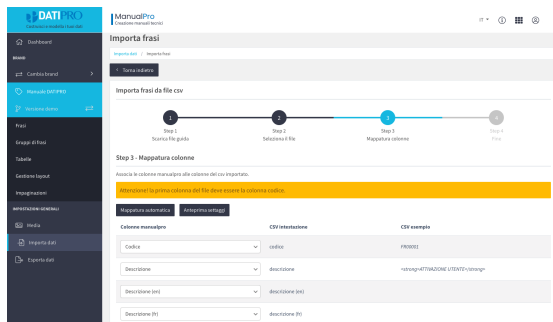 DATIPRO
ManualPro
Creazione manuali tecnici
IT
Dashboard
Importa frasi
Importa dati / Importa frasi
BRAND
Torna indietro
Cambia brand
Manuale DATIPRO
Importa frasi da file csv
Versione demo
1
2
3
4
Frasi
Step 1
Step 2
Step 3
Step 4
Scarica file guida
Seleziona il file
Mappatura colonne
Fine
Gruppi di frasi
Tabelle
Step 3 - Mappatura colonne
Gestione layout
Associa le colonne manualpro alle colonne del csv importato.
Impaginazioni
Attenzione! la prima colonna del file deve essere la colonna codice.
IMPOSTAZIONI GENERALI
Mappatura automatica
Anteprima settaggi
Media
Colonne manualpro
CSV intestazione
CSV esempio
Importa dati
Codice
codice
Esporta dati
Descrizione
descrizione
<strong>ATTIVAZIONE UTENTE</strong>
Descrizione (en)
descrizione (en)
Descrizione (fr)
descrizione (fr)